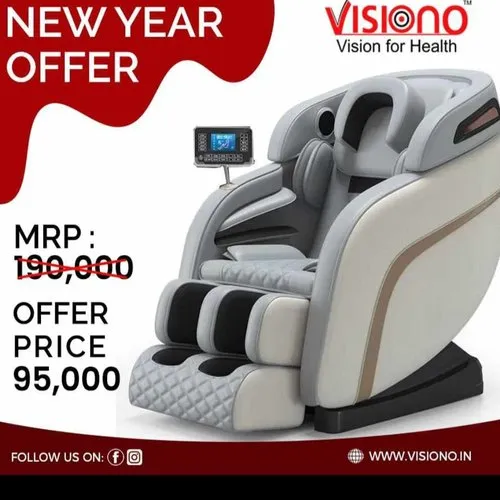 NEW YEAR
OFFER
VISIONO™
Vision for Health
MRP :
190,000
OFFER
PRICE
95,000
FOLLOW US ON:
WWW.VISIONO.IN